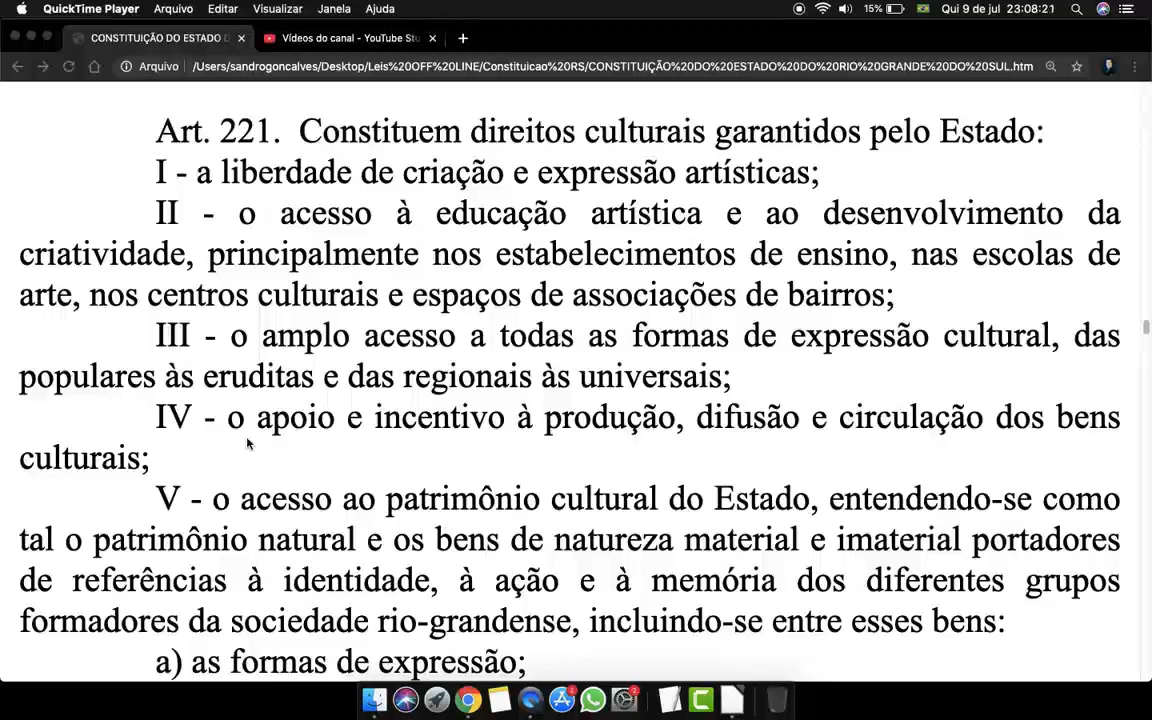 QuickTime Player Arquivo Editar Visualizar Janela Ajuda 15% Qui 9 de jul 23:08:21
CONSTITUIÇÃO DO ESTADO D Vídeos do canal - YouTube Stu
Arquivo /Users/sandrogoncalves/Desktop/Leis%20OFF%20LINE/Constituicao%20RS/CONSTITUIÇÃO%20DO%20ESTADO%20DO%20RIO%20GRANDE%20DO%20SUL.htm
Art. 221. Constituem direitos culturais garantidos pelo Estado:
I - a liberdade de criação e expressão artísticas;
II - o acesso à educação artística e ao desenvolvimento da
criatividade, principalmente nos estabelecimentos de ensino, nas escolas de
arte, nos centros culturais e espaços de associações de bairros;
III - o amplo acesso a todas as formas de expressão cultural, das
populares às eruditas e das regionais às universais;
IV - o apoio e incentivo à produção, difusão e circulação dos bens
culturais;
V - o acesso ao patrimônio cultural do Estado, entendendo-se como
tal o patrimônio natural e os bens de natureza material e imaterial portadores
de referências à identidade, à ação e à memória dos diferentes grupos
formadores da sociedade rio-grandense, incluindo-se entre esses bens:
a) as formas de expressão;